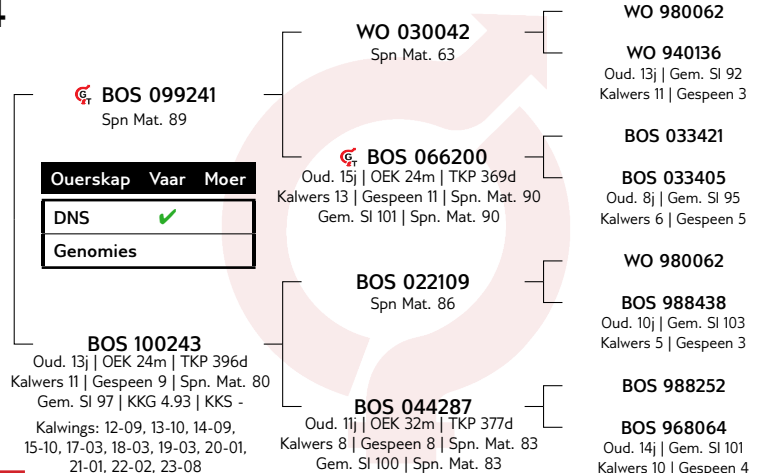 BOS 099241
Spn Mat. 89
Ouerskap Vaar Moer
DNS ✔
Genomies
BOS 100243
Oud. 13j | OEK 24m | TKP 396d
Kalwers 11 | Gespeen 9 | Spn. Mat. 80
Gem. SI 97 | KKG 4.93 | KKS -
Kalwings: 12-09, 13-10, 14-09,
15-10, 17-03, 18-03, 19-03, 20-01,
21-01, 22-02, 23-08
WO 030042
Spn Mat. 63
BOS 066200
Oud. 15j | OEK 24m | TKP 369d
Kalwers 13 | Gespeen 11 | Spn. Mat. 90
Gem. SI 101 | Spn. Mat. 90
BOS 022109
Spn Mat. 86
BOS 044287
Oud. 11j | OEK 32m | TKP 377d
Kalwers 8 | Gespeen 8 | Spn. Mat. 83
Gem. SI 100 | Spn. Mat. 83
WO 980062
WO 940136
Oud. 13j | Gem. SI 92
Kalwers 11 | Gespeen 3
BOS 033421
BOS 033405
Oud. 8j | Gem. SI 95
Kalwers 6 | Gespeen 5
WO 980062
BOS 988438
Oud. 10j | Gem. SI 103
Kalwers 5 | Gespeen 3
BOS 988252
BOS 968064
Oud. 14j | Gem. SI 101
Kalwers 10 | Gespeen 4